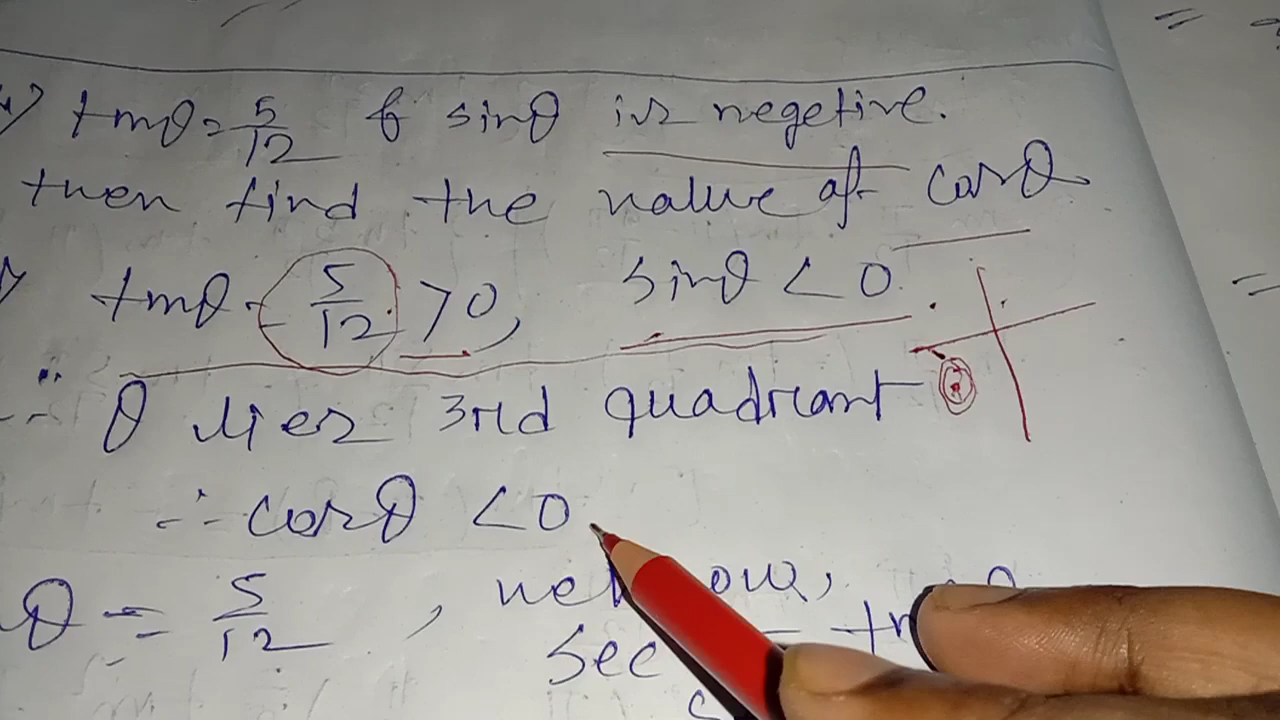 tanθ = 5/12 & sinθ is negetive.
then find the value of cosθ.
tanθ = 5/12 > 0, sinθ < 0.
∴ θ lies 3rd quadrant
∴ cosθ < 0
θ = 5/12 ,
sec